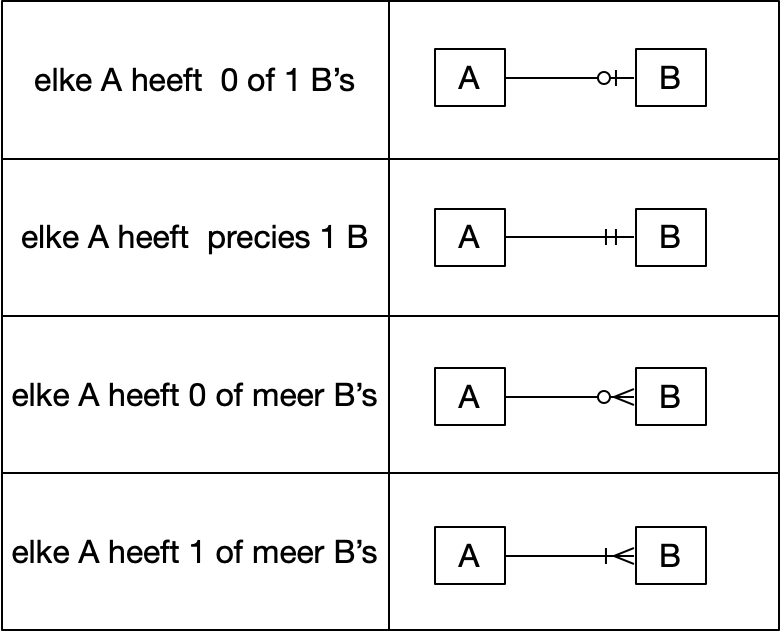 elke A heeft  0 of 1 B’s
A B
elke A heeft  precies 1 B
A B
elke A heeft 0 of meer B’s
A B
elke A heeft 1 of meer B’s
A B